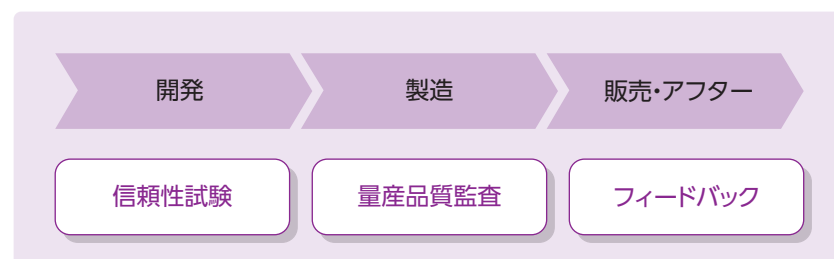 開発
製造
販売・アフター
信頼性試験
量産品質監査
フィードバック